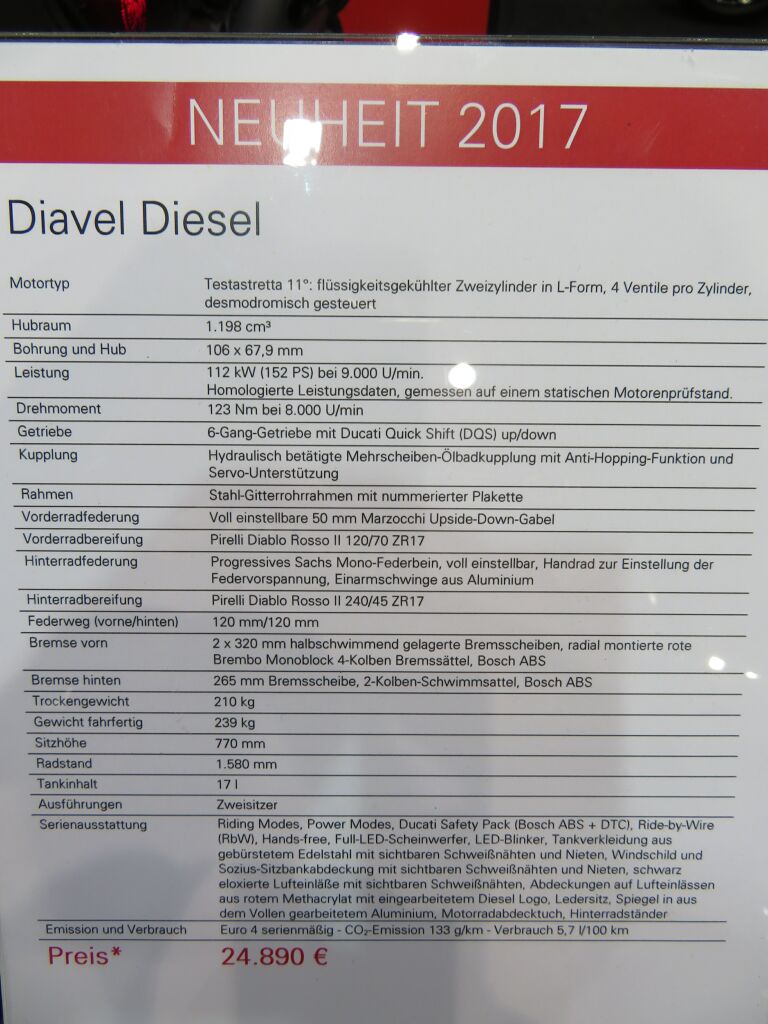 NEUHEIT 2017
Diavel Diesel
Motortyp Testastretta 11°: flüssigkeitsgekühlter Zweizylinder in L-Form, 4 Ventile pro Zylinder,
desmodromisch gesteuert
Hubraum 1.198 cm³
Bohrung und Hub 106 x 67,9 mm
Leistung 112 kW (152 PS) bei 9.000 U/min.
Homologierte Leistungsdaten, gemessen auf einem statischen Motorenprüfstand.
Drehmoment 123 Nm bei 8.000 U/min
Getriebe 6-Gang-Getriebe mit Ducati Quick Shift (DQS) up/down
Kupplung Hydraulisch betätigte Mehrscheiben-Ölbadkupplung mit Anti-Hopping-Funktion und
Servo-Unterstützung
Rahmen Stahl-Gitterrohrrahmen mit nummerierter Plakette
Vorderradfederung Voll einstellbare 50 mm Marzocchi Upside-Down-Gabel
Vorderradbereifung Pirelli Diablo Rosso II 120/70 ZR17
Hinterradfederung Progressives Sachs Mono-Federbein, voll einstellbar, Handrad zur Einstellung der
Federvorspannung, Einarmschwinge aus Aluminium
Hinterradbereifung Pirelli Diablo Rosso II 240/45 ZR17
Federweg (vorne/hinten) 120 mm/120 mm
Bremse vorn 2 x 320 mm halbschwimmend gelagerte Bremsscheiben, radial montierte rote
Brembo Monoblock 4-Kolben Bremssättel, Bosch ABS
Bremse hinten 265 mm Bremsscheibe, 2-Kolben-Schwimmsattel, Bosch ABS
Trockengewicht 210 kg
Gewicht fahrfertig 239 kg
Sitzhöhe 770 mm
Radstand 1.580 mm
Tankinhalt 17 l
Ausführungen Zweisitzer
Serienausstattung Riding Modes, Power Modes, Ducati Safety Pack (Bosch ABS + DTC), Ride-by-Wire
(RbW), Hands-free, Full-LED-Scheinwerfer, LED-Blinker, Tankverkleidung aus
gebürstetem Edelstahl mit sichtbaren Schweißnähten und Nieten, Windschild und
Sozius-Sitzbankabdeckung mit sichtbaren Schweißnähten und Nieten, schwarz
eloxierte Lufteinläße mit sichtbaren Schweißnähten, Abdeckungen auf Lufteinlässen
aus rotem Methacrylat mit eingearbeitetem Diesel Logo, Ledersitz, Spiegel in aus
dem Vollen gearbeitetem Aluminium, Motorradabdecktuch, Hinterradständer
Emission und Verbrauch Euro 4 serienmäßig - CO₂-Emission 133 g/km - Verbrauch 5,7 l/100 km
Preis* 24.890 €